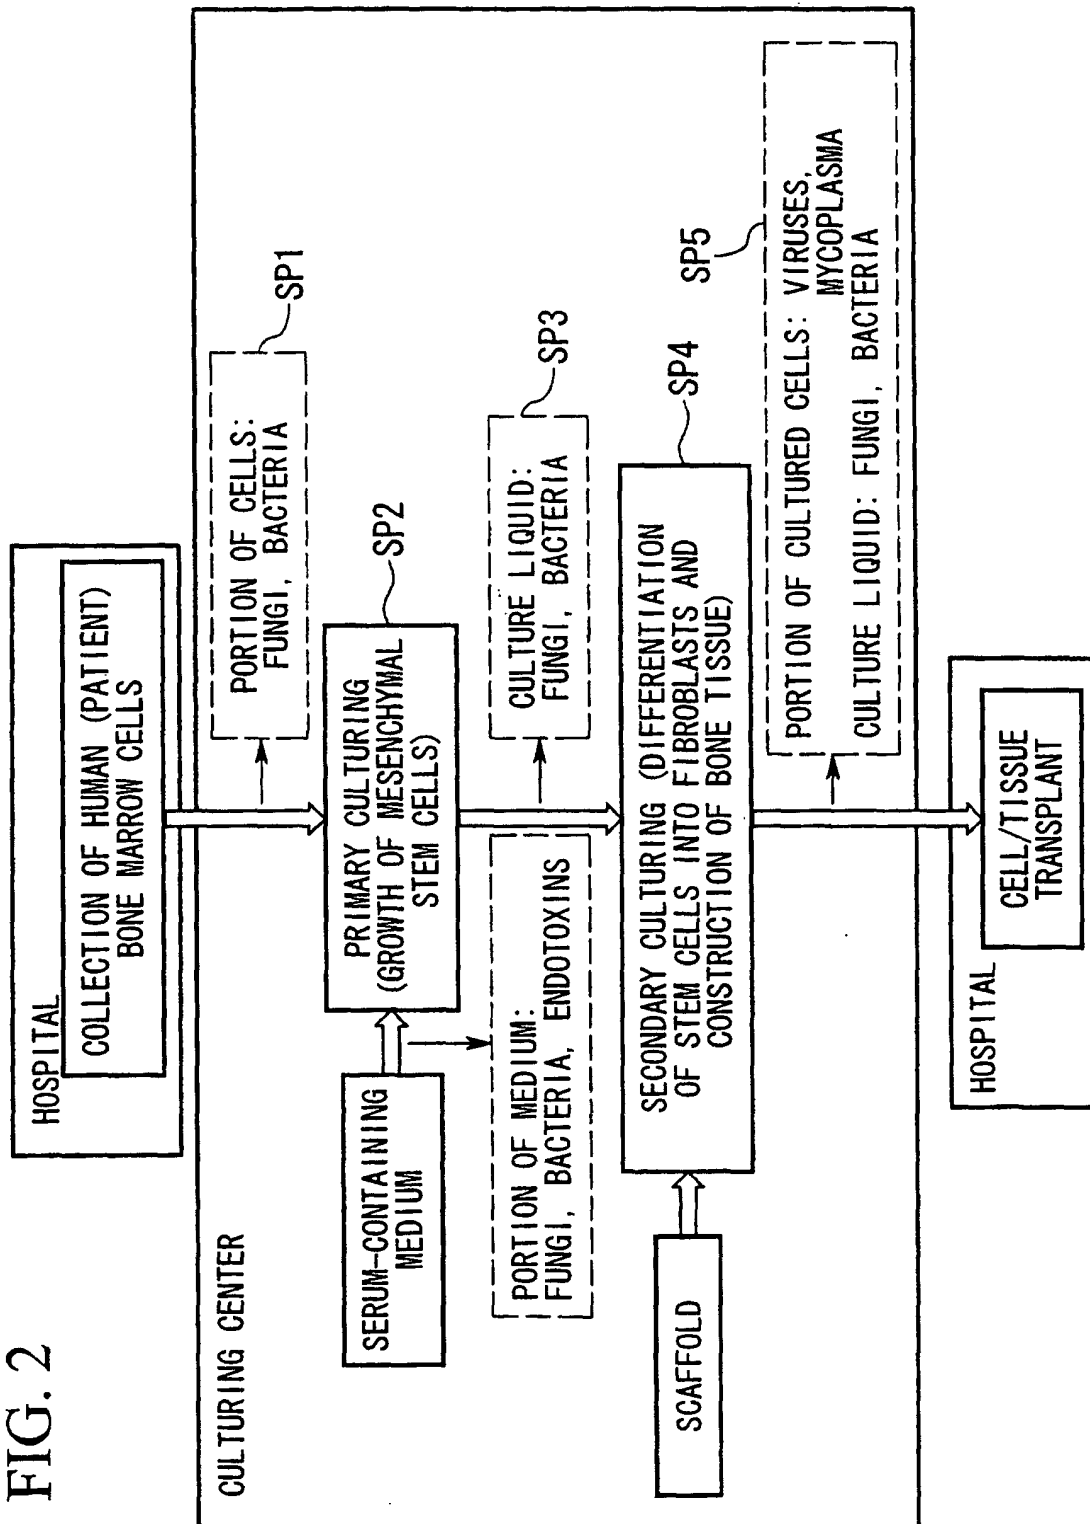 FIG. 2
HOSPITAL
COLLECTION OF HUMAN (PATIENT)
BONE MARROW CELLS
CULTURING CENTER
PORTION OF CELLS:
FUNGI, BACTERIA
SP1
SERUM-CONTAINING
MEDIUM
PRIMARY CULTURING
(GROWTH OF MESENCHYMAL
STEM CELLS)
SP2
PORTION OF MEDIUM:
FUNGI, BACTERIA, ENDOTOXINS
CULTURE LIQUID:
FUNGI, BACTERIA
SP3
SCAFFOLD
SECONDARY CULTURING (DIFFERENTIATION
OF STEM CELLS INTO FIBROBLASTS AND
CONSTRUCTION OF BONE TISSUE)
SP4
SP5
PORTION OF CULTURED CELLS: VIRUSES,
MYCOPLASMA
CULTURE LIQUID: FUNGI, BACTERIA
HOSPITAL
CELL/TISSUE
TRANSPLANT